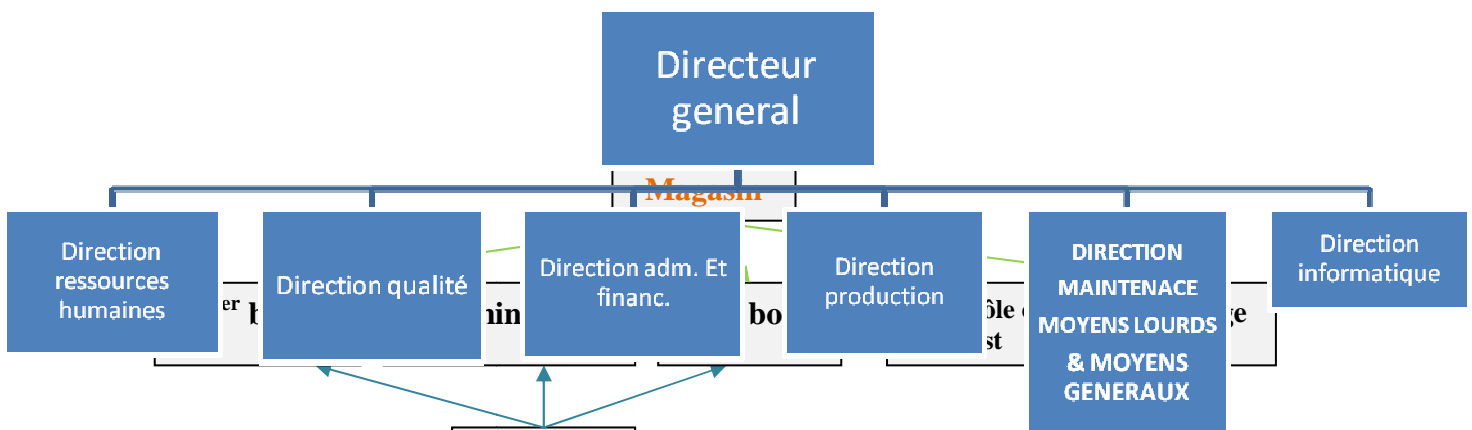 Directeur
general
Magasin
Direction
ressources
humaines
Direction qualité
Direction adm. Et
financ.
Direction
production
DIRECTION
MAINTENACE
MOYENS LOURDS
& MOYENS
GENERAUX
Direction
informatique